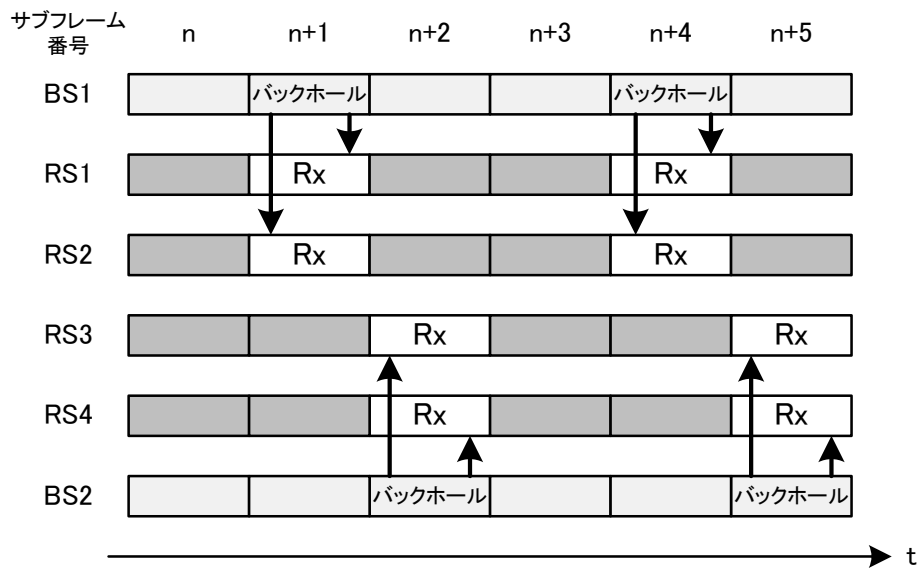 サブフレーム
番号 n n+1 n+2 n+3 n+4 n+5
BS1 バックホール バックホール
RS1 Rx Rx
RS2 Rx Rx
RS3 Rx Rx
RS4 Rx Rx
BS2 バックホール バックホール
t